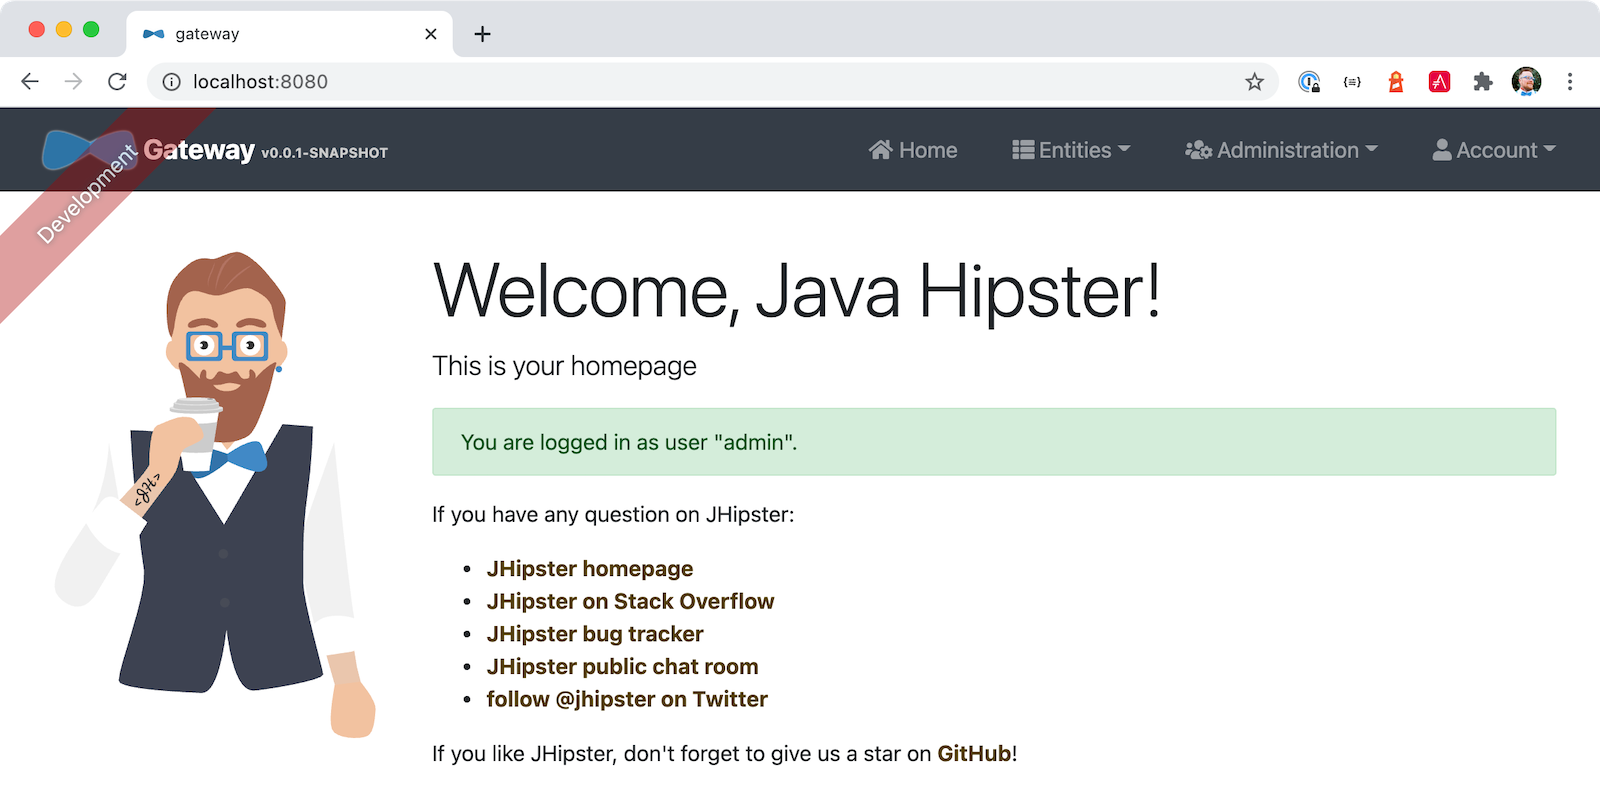 gateway
localhost:8080
Development
Gateway v0.0.1-SNAPSHOT
Home
Entities
Administration
Account
Welcome, Java Hipster!
This is your homepage
You are logged in as user "admin".
If you have any question on JHipster:
• JHipster homepage
• JHipster on Stack Overflow
• JHipster bug tracker
• JHipster public chat room
• follow @jhipster on Twitter
If you like JHipster, don't forget to give us a star on GitHub!
<JH>